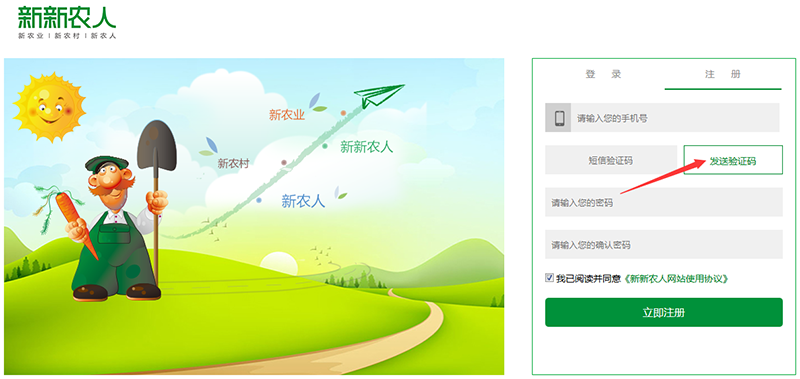 新新农人
新农业 | 新农村 | 新农人
新农业
新新农人
新农村
新农人
登 录
注 册
请输入您的手机号
短信验证码
发送验证码
请输入您的密码
请输入您的确认密码
我已阅读并同意《新新农人网站使用协议》
立即注册